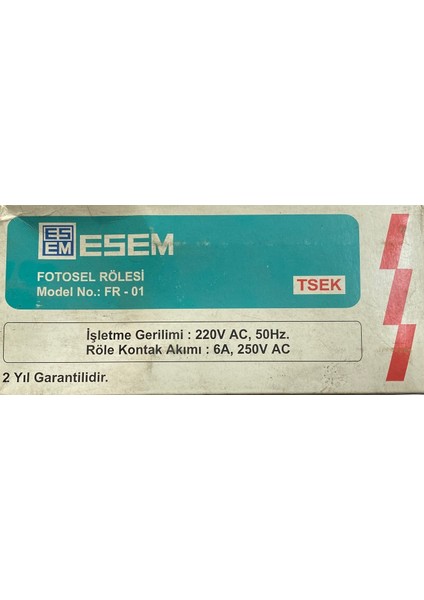 ES
EM
ESEM
FOTOSEL RÖLESİ
Model No.: FR - 01
TSEK
İşletme Gerilimi : 220V AC, 50Hz.
Röle Kontak Akımı : 6A, 250V AC
2 Yıl Garantilidir.